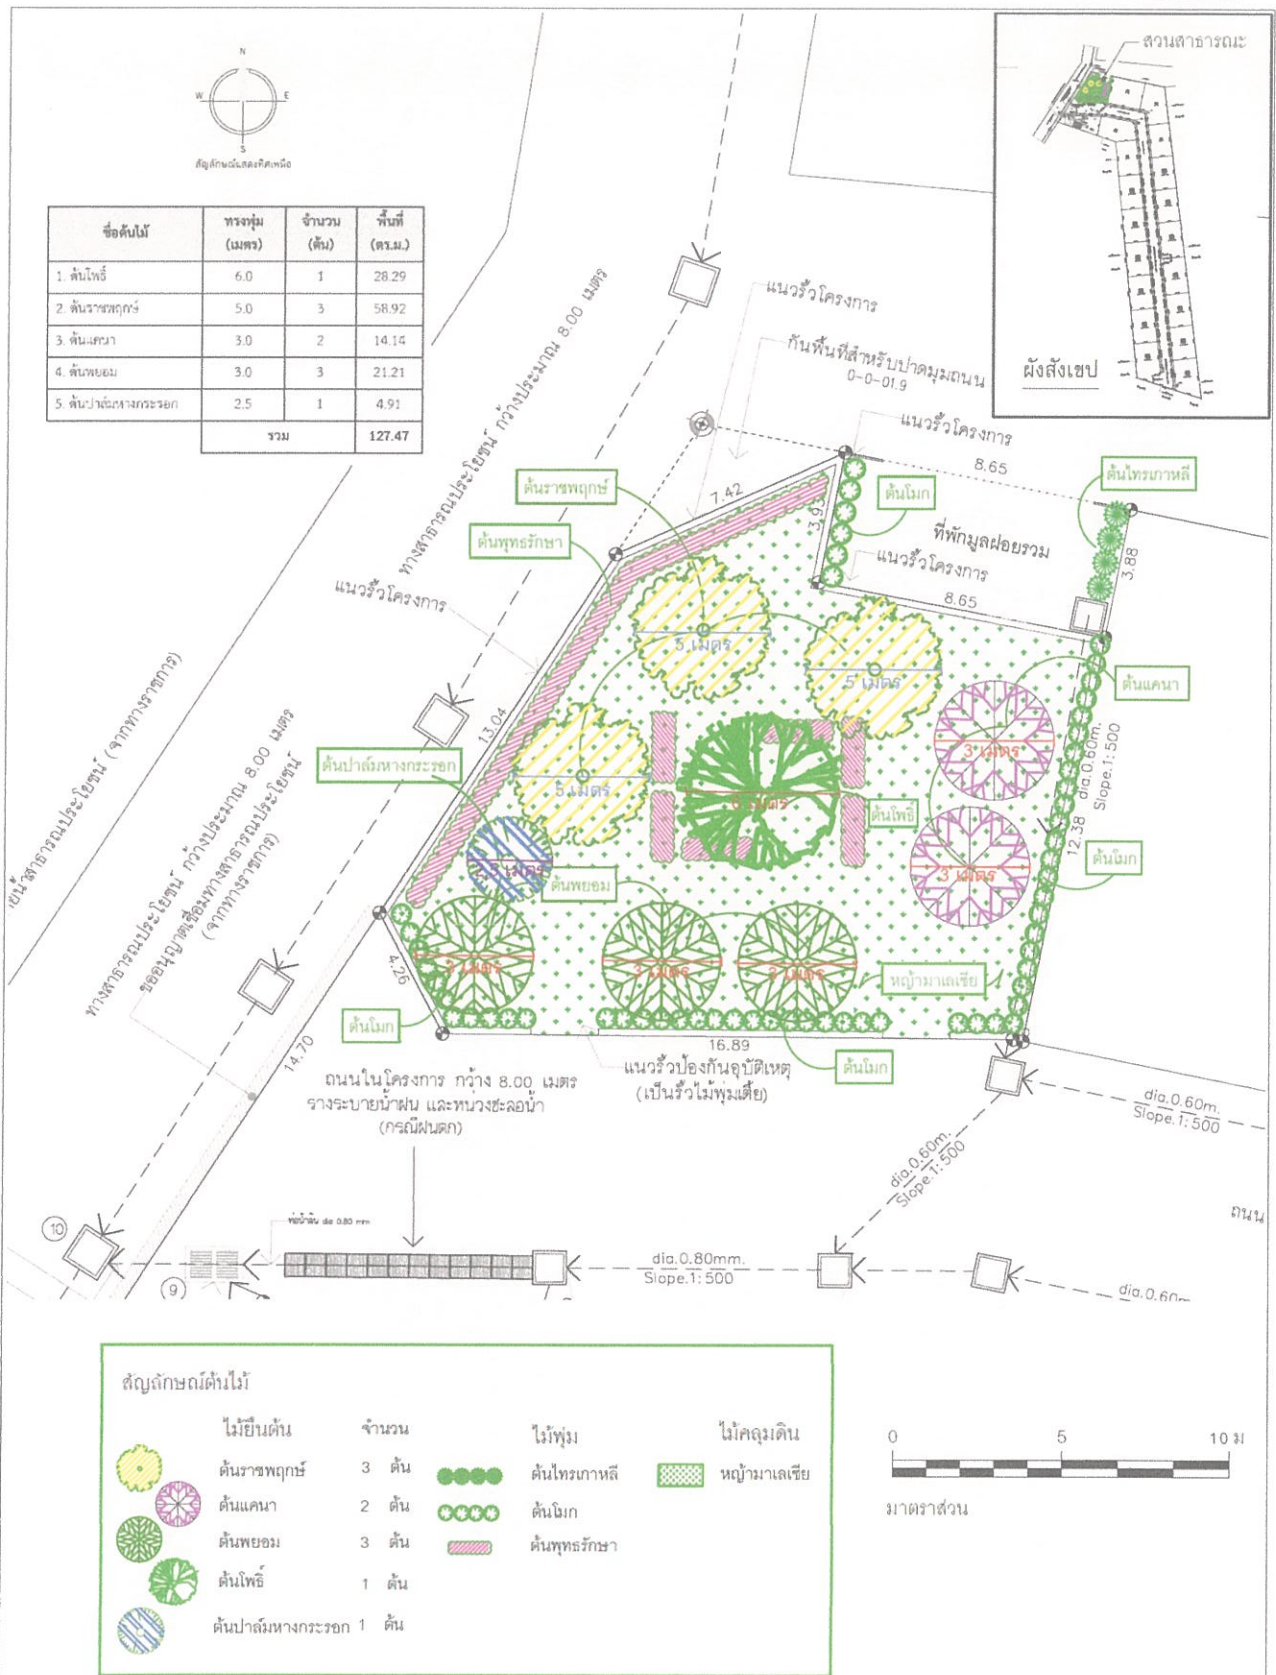 N
W
E
S
สัญลักษณ์แสดงทิศเหนือ
ชื่อต้นไม้ ทรงพุ่ม (เมตร) จำนวน (ต้น) พื้นที่ (ตร.ม.)
1. ต้นโพธิ์ 6.0 1 28.29
2. ต้นราชพฤกษ์ 5.0 3 58.92
3. ต้นแคนา 3.0 2 14.14
4. ต้นพยอม 3.0 3 21.21
5. ต้นปาล์มหางกระรอก 2.5 1 4.91
รวม 127.47
สวนสาธารณะ
ผังสังเขป
แนวรั้วโครงการ
กันพื้นที่สำหรับปาดมุมถนน
0-0-01.9
แนวรั้วโครงการ
8.65
ต้นไทรเกาหลี
ต้นโมก
ที่พักมูลฝอยรวม
แนวรั้วโครงการ
3.93
3.88
8.65
7.42
ต้นราชพฤกษ์
ต้นพุทธรักษา
ทางสาธารณประโยชน์ กว้างประมาณ 8.00 เมตร
แนวรั้วโครงการ
13.04
5 เมตร
5 เมตร
5 เมตร
ต้นแคนา
3 เมตร
3 เมตร
dia.0.60m.
Slope.1:500
12.38
ต้นโมก
6 เมตร
ต้นโพธิ์
ต้นปาล์มหางกระรอก
2.5 เมตร
ต้นพยอม
3 เมตร
3 เมตร
3 เมตร
หญ้ามาเลเซีย
สาธารณประโยชน์ (จากทางราชการ)
ทางสาธารณประโยชน์ กว้างประมาณ 8.00 เมตร
ขออนุญาตเชื่อมทางสาธารณประโยชน์
(จากทางราชการ)
4.26
14.70
ต้นโมก
16.89
ต้นโมก
แนวรั้วป้องกันอุบัติเหตุ
(เป็นรั้วไม้พุ่มเตี้ย)
ถนนในโครงการ กว้าง 8.00 เมตร
รางระบายน้ำฝน และหน่วงชะลอน้ำ
(กรณีฝนตก)
dia.0.60m.
Slope.1:500
dia.0.60m.
Slope.1:500
ถนน
10
ท่อน้ำล้น dia 0.80 mm
9
dia.0.80mm.
Slope.1:500
dia.0.60m
สัญลักษณ์ต้นไม้
ไม้ยืนต้น จำนวน ไม้พุ่ม ไม้คลุมดิน
ต้นราชพฤกษ์ 3 ต้น ต้นไทรเกาหลี หญ้ามาเลเซีย
ต้นแคนา 2 ต้น ต้นโมก
ต้นพยอม 3 ต้น ต้นพุทธรักษา
ต้นโพธิ์ 1 ต้น
ต้นปาล์มหางกระรอก 1 ต้น
0 5 10 ม
มาตราส่วน